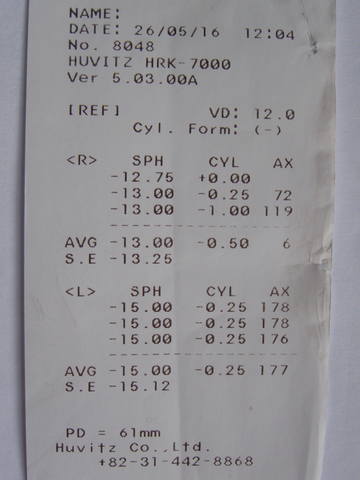 NAME:
DATE: 26/05/16 12:04
No. 8048
HUVITZ HRK-7000
Ver 5.03.00A
[REF] VD: 12.0
Cyl. Form: (-)
<R> SPH CYL AX
-12.75 +0.00
-13.00 -0.25 72
-13.00 -1.00 119
AVG -13.00 -0.50 6
S.E -13.25
<L> SPH CYL AX
-15.00 -0.25 178
-15.00 -0.25 178
-15.00 -0.25 176
AVG -15.00 -0.25 177
S.E -15.12
PD = 61mm
Huvitz Co.,Ltd.
+82-31-442-8868